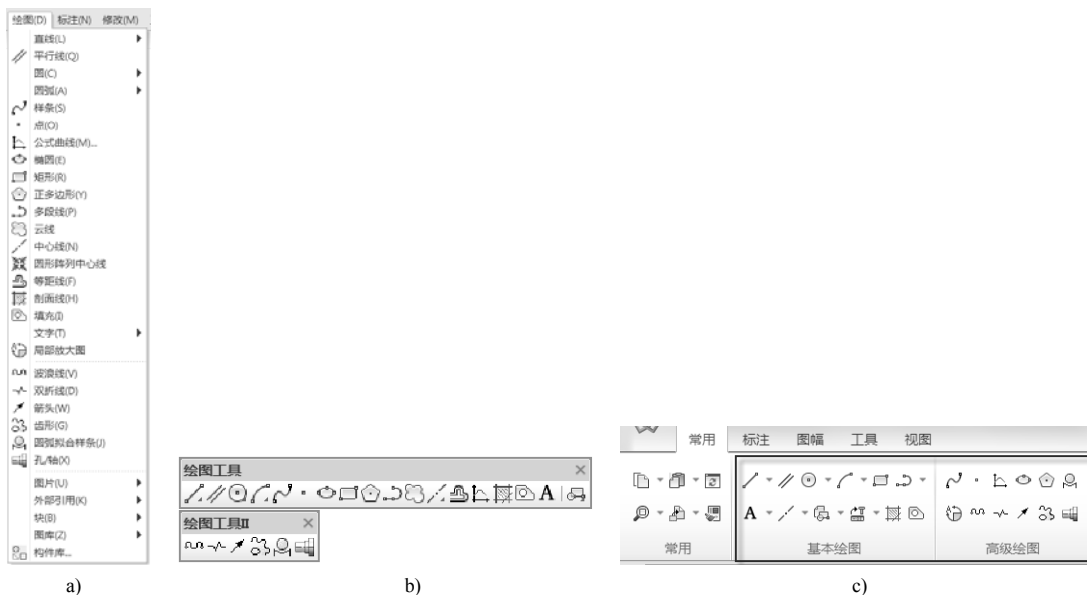 绘图(D) 标注(N) 修改(M)
直线(L)
平行线(Q)
圆(C)
圆弧(A)
样条(S)
点(O)
公式曲线(M)...
椭圆(E)
矩形(R)
正多边形(Y)
多段线(P)
云线
中心线(N)
圆形阵列中心线
等距线(F)
剖面线(H)
填充(I)
文字(T)
局部放大图
波浪线(V)
双折线(D)
箭头(W)
齿形(G)
圆弧拟合样条(J)
孔/轴(X)
图片(U)
外部引用(K)
块(B)
图库(Z)
构件库...
a)
绘图工具
A
绘图工具II
b)
常用 标注 图幅 工具 视图
A
常用 基本绘图 高级绘图
c)